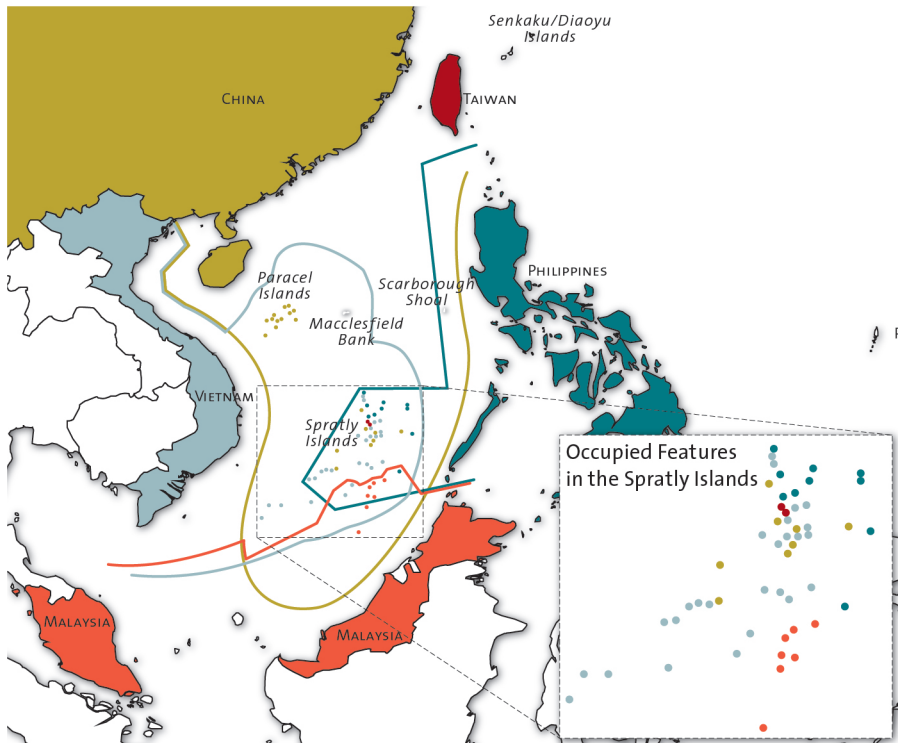 Senkaku/Diaoyu
Islands
China
Taiwan
Paracel
Islands
Scarborough
Shoal
Philippines
Macclesfield
Bank
P
Vietnam
Spratly
Islands
Occupied Features
in the Spratly Islands
Malaysia
Malaysia